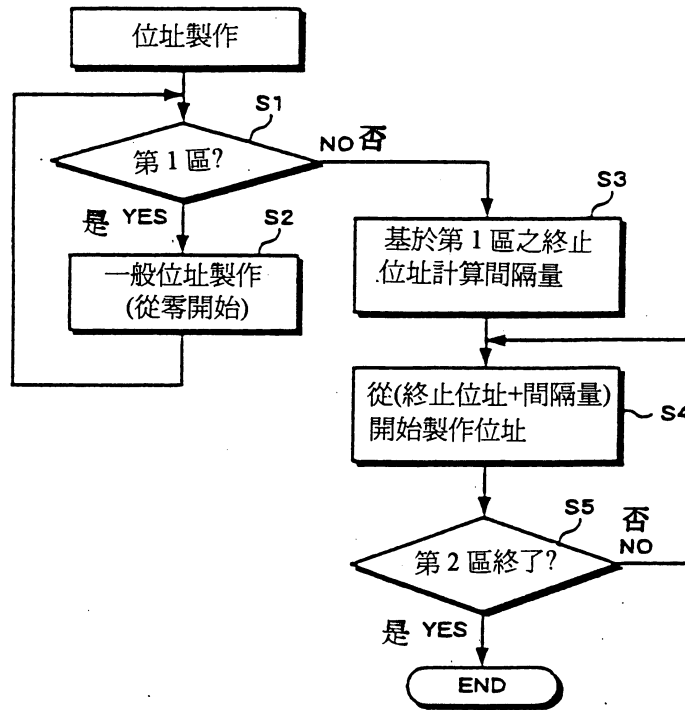 位址製作
S1
第1區?
NO 否
是 YES
S2
一般位址製作
(從零開始)
S3
基於第1區之終止
位址計算間隔量
從(終止位址+間隔量)
開始製作位址
S4
S5
第2區終了?
否
NO
是 YES
END